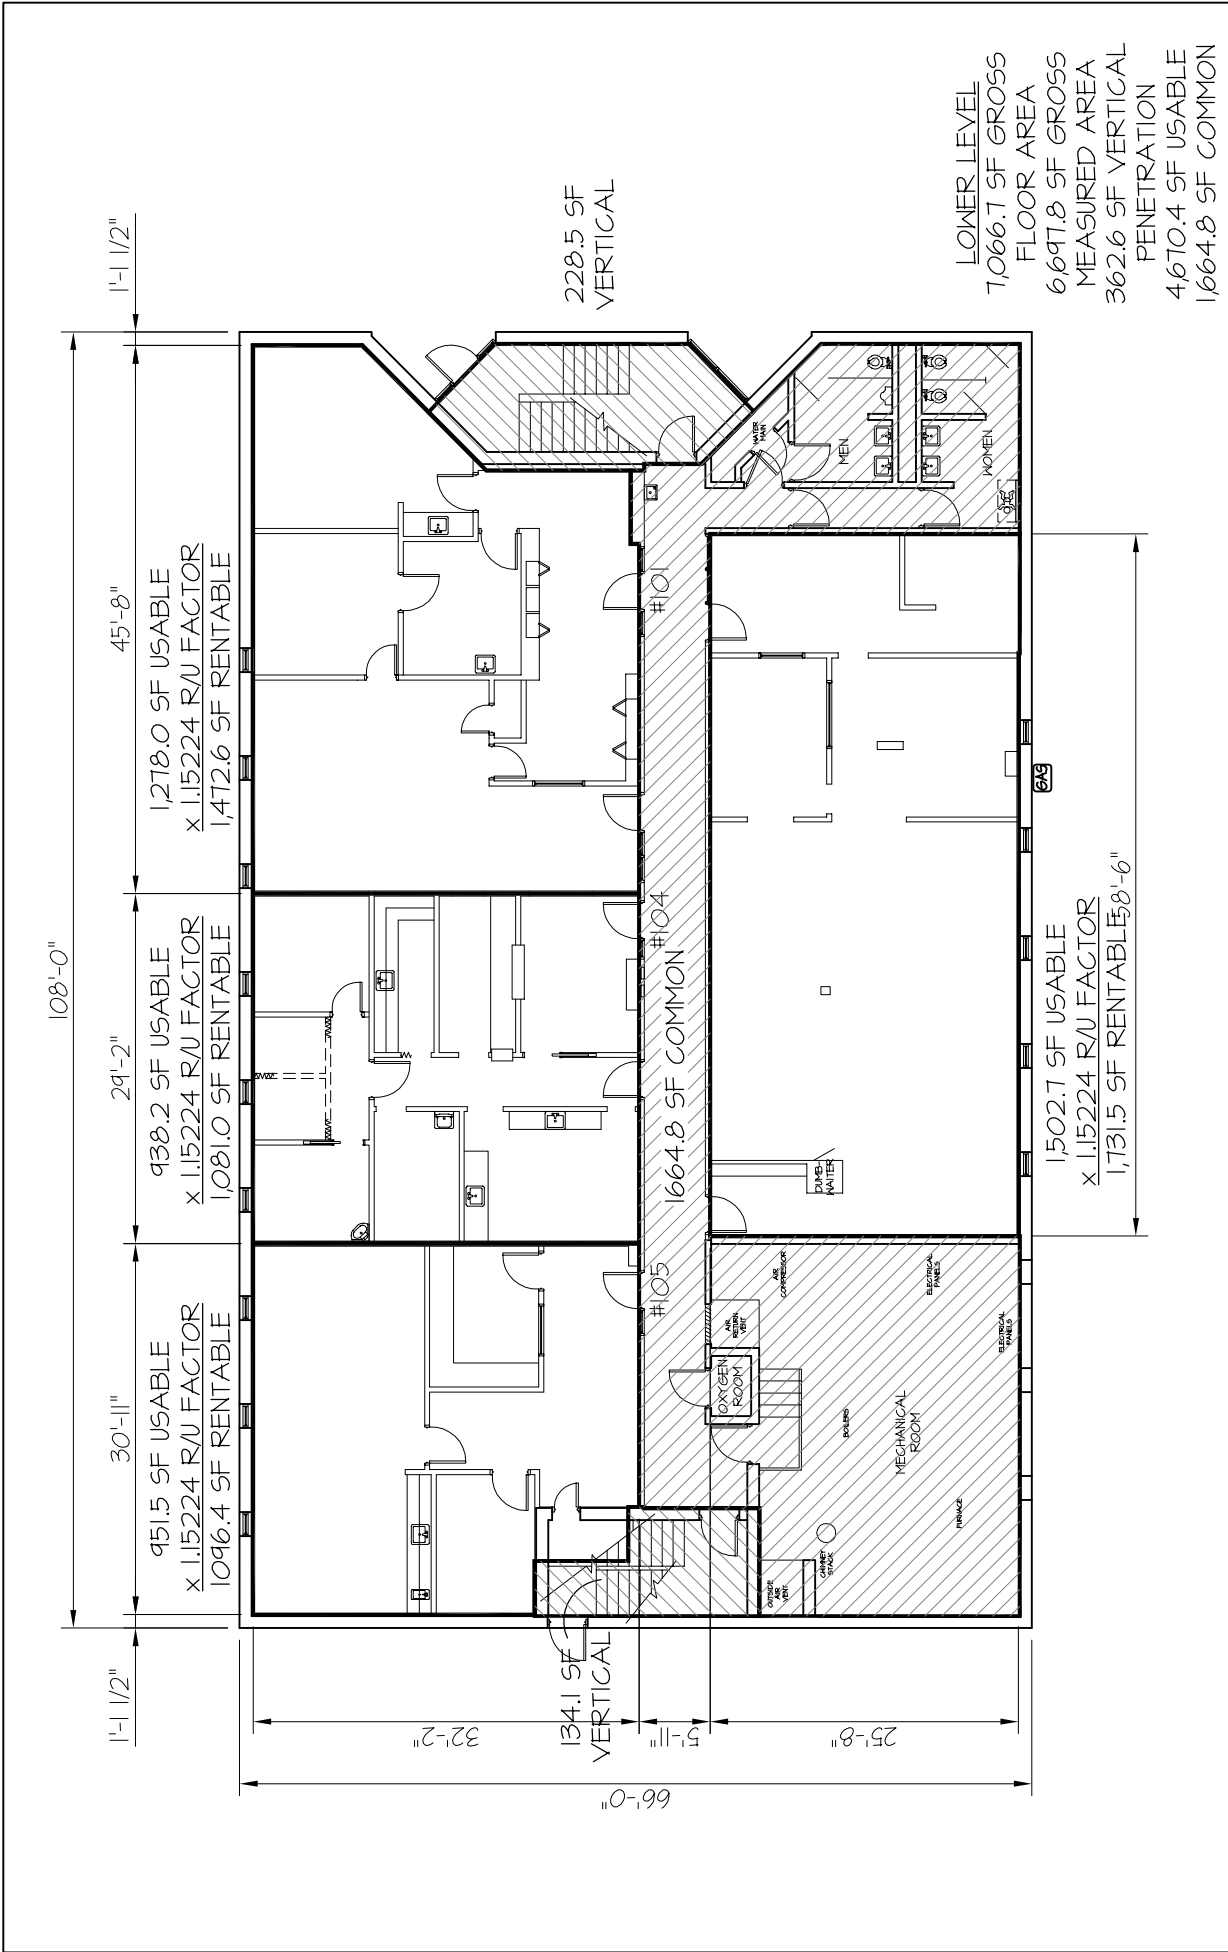 108'-0"
1'-1 1/2"
30'-11"
29'-2"
45'-8"
1'-1 1/2"
951.5 SF USABLE
x 1.15224 R/U FACTOR
1096.4 SF RENTABLE
938.2 SF USABLE
x 1.15224 R/U FACTOR
1,081.0 SF RENTABLE
1,278.0 SF USABLE
x 1.15224 R/U FACTOR
1,472.6 SF RENTABLE
66'-0"
32'-2"
5'-11"
25'-8"
134.1 SF
VERTICAL
228.5 SF
VERTICAL
#105
1664.8 SF COMMON
#104
#101
OXYGEN
ROOM
AIR
RETURN
VENT
AIR
COMPRESSOR
ELECTRICAL
PANELS
ELECTRICAL
PANELS
BOILERS
MECHANICAL
ROOM
FURNACE
CHIMNEY
STACK
OUTSIDE
AIR
VENT
DUMB-
WAITER
WATER
MAIN
MEN
WOMEN
GAS
58'-6"
1,502.7 SF USABLE
x 1.15224 R/U FACTOR
1,731.5 SF RENTABLE
LOWER LEVEL
7,066.7 SF GROSS
FLOOR AREA
6,697.8 SF GROSS
MEASURED AREA
362.6 SF VERTICAL
PENETRATION
4,670.4 SF USABLE
1,664.8 SF COMMON